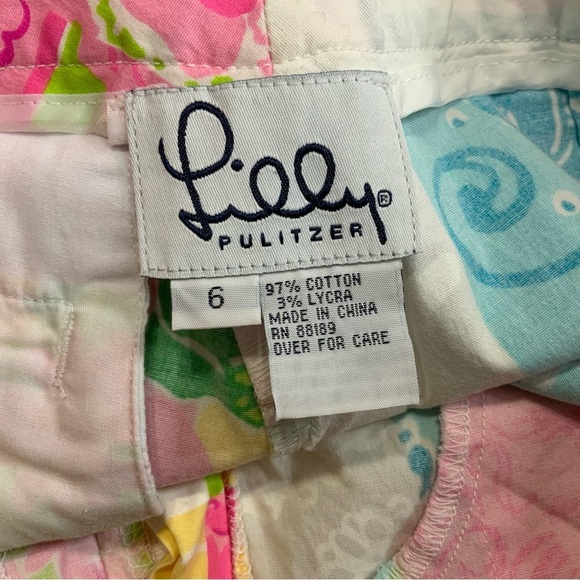 Lilly®
PULITZER
6
97% COTTON
3% LYCRA
MADE IN CHINA
RN 88189
OVER FOR CARE